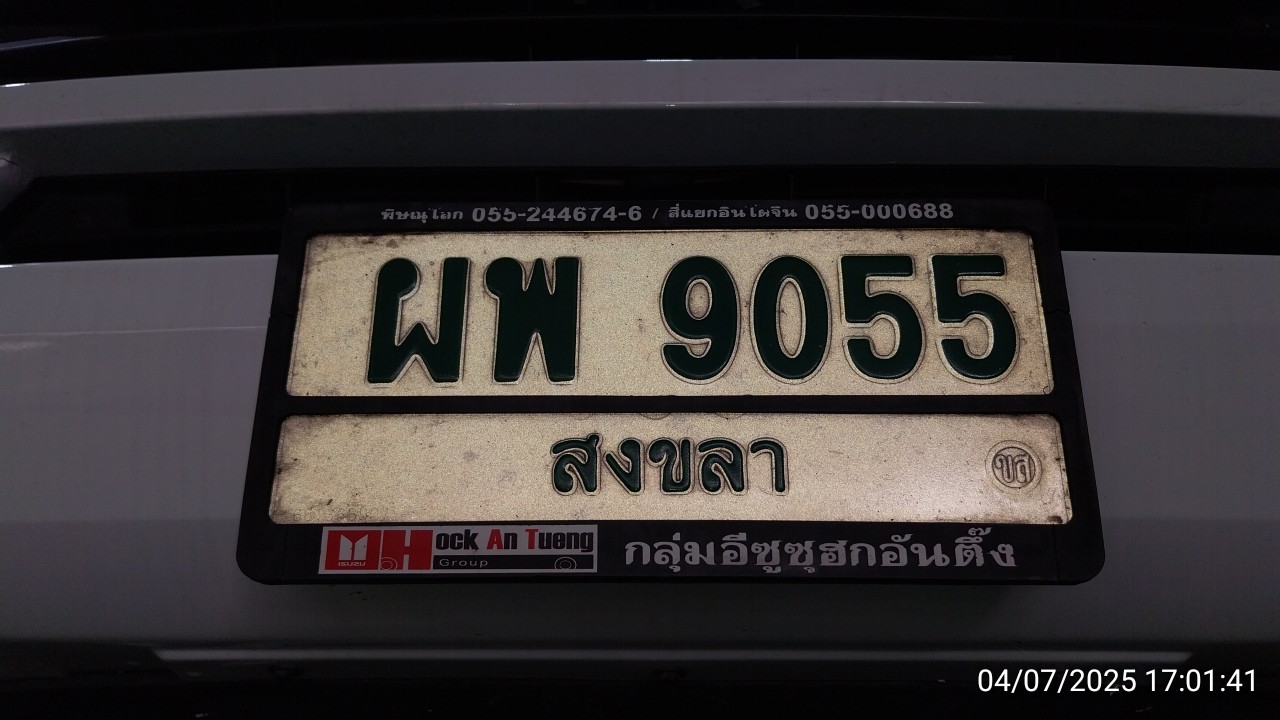 พิษณุโลก 055-244674-6 / สี่แยกอินโดจีน 055-000688
ผพ 9055
สงขลา
ขส
ISUZU Hock An Tueng Group กลุ่มอีซูซุฮกอันตึ๊ง
04/07/2025 17:01:41